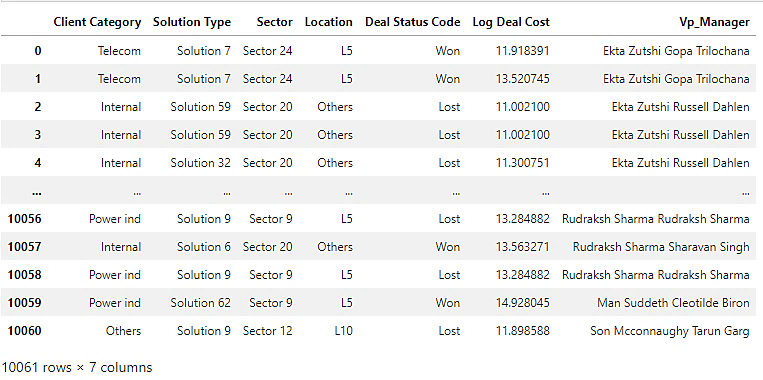 Client Category Solution Type Sector Location Deal Status Code Log Deal Cost Vp_Manager
0 Telecom Solution 7 Sector 24 L5 Won 11.918391 Ekta Zutshi Gopa Trilochana
1 Telecom Solution 7 Sector 24 L5 Won 13.520745 Ekta Zutshi Gopa Trilochana
2 Internal Solution 59 Sector 20 Others Lost 11.002100 Ekta Zutshi Russell Dahlen
3 Internal Solution 59 Sector 20 Others Lost 11.002100 Ekta Zutshi Russell Dahlen
4 Internal Solution 32 Sector 20 Others Lost 11.300751 Ekta Zutshi Russell Dahlen
... ... ... ... ... ... ... ...
10056 Power ind Solution 9 Sector 9 L5 Lost 13.284882 Rudraksh Sharma Rudraksh Sharma
10057 Internal Solution 6 Sector 20 Others Won 13.563271 Rudraksh Sharma Sharavan Singh
10058 Power ind Solution 9 Sector 9 L5 Lost 13.284882 Rudraksh Sharma Rudraksh Sharma
10059 Power ind Solution 62 Sector 9 L5 Won 14.928045 Man Suddeth Cleotilde Biron
10060 Others Solution 9 Sector 12 L10 Lost 11.898588 Son Mcconnaughy Tarun Garg
10061 rows × 7 columns